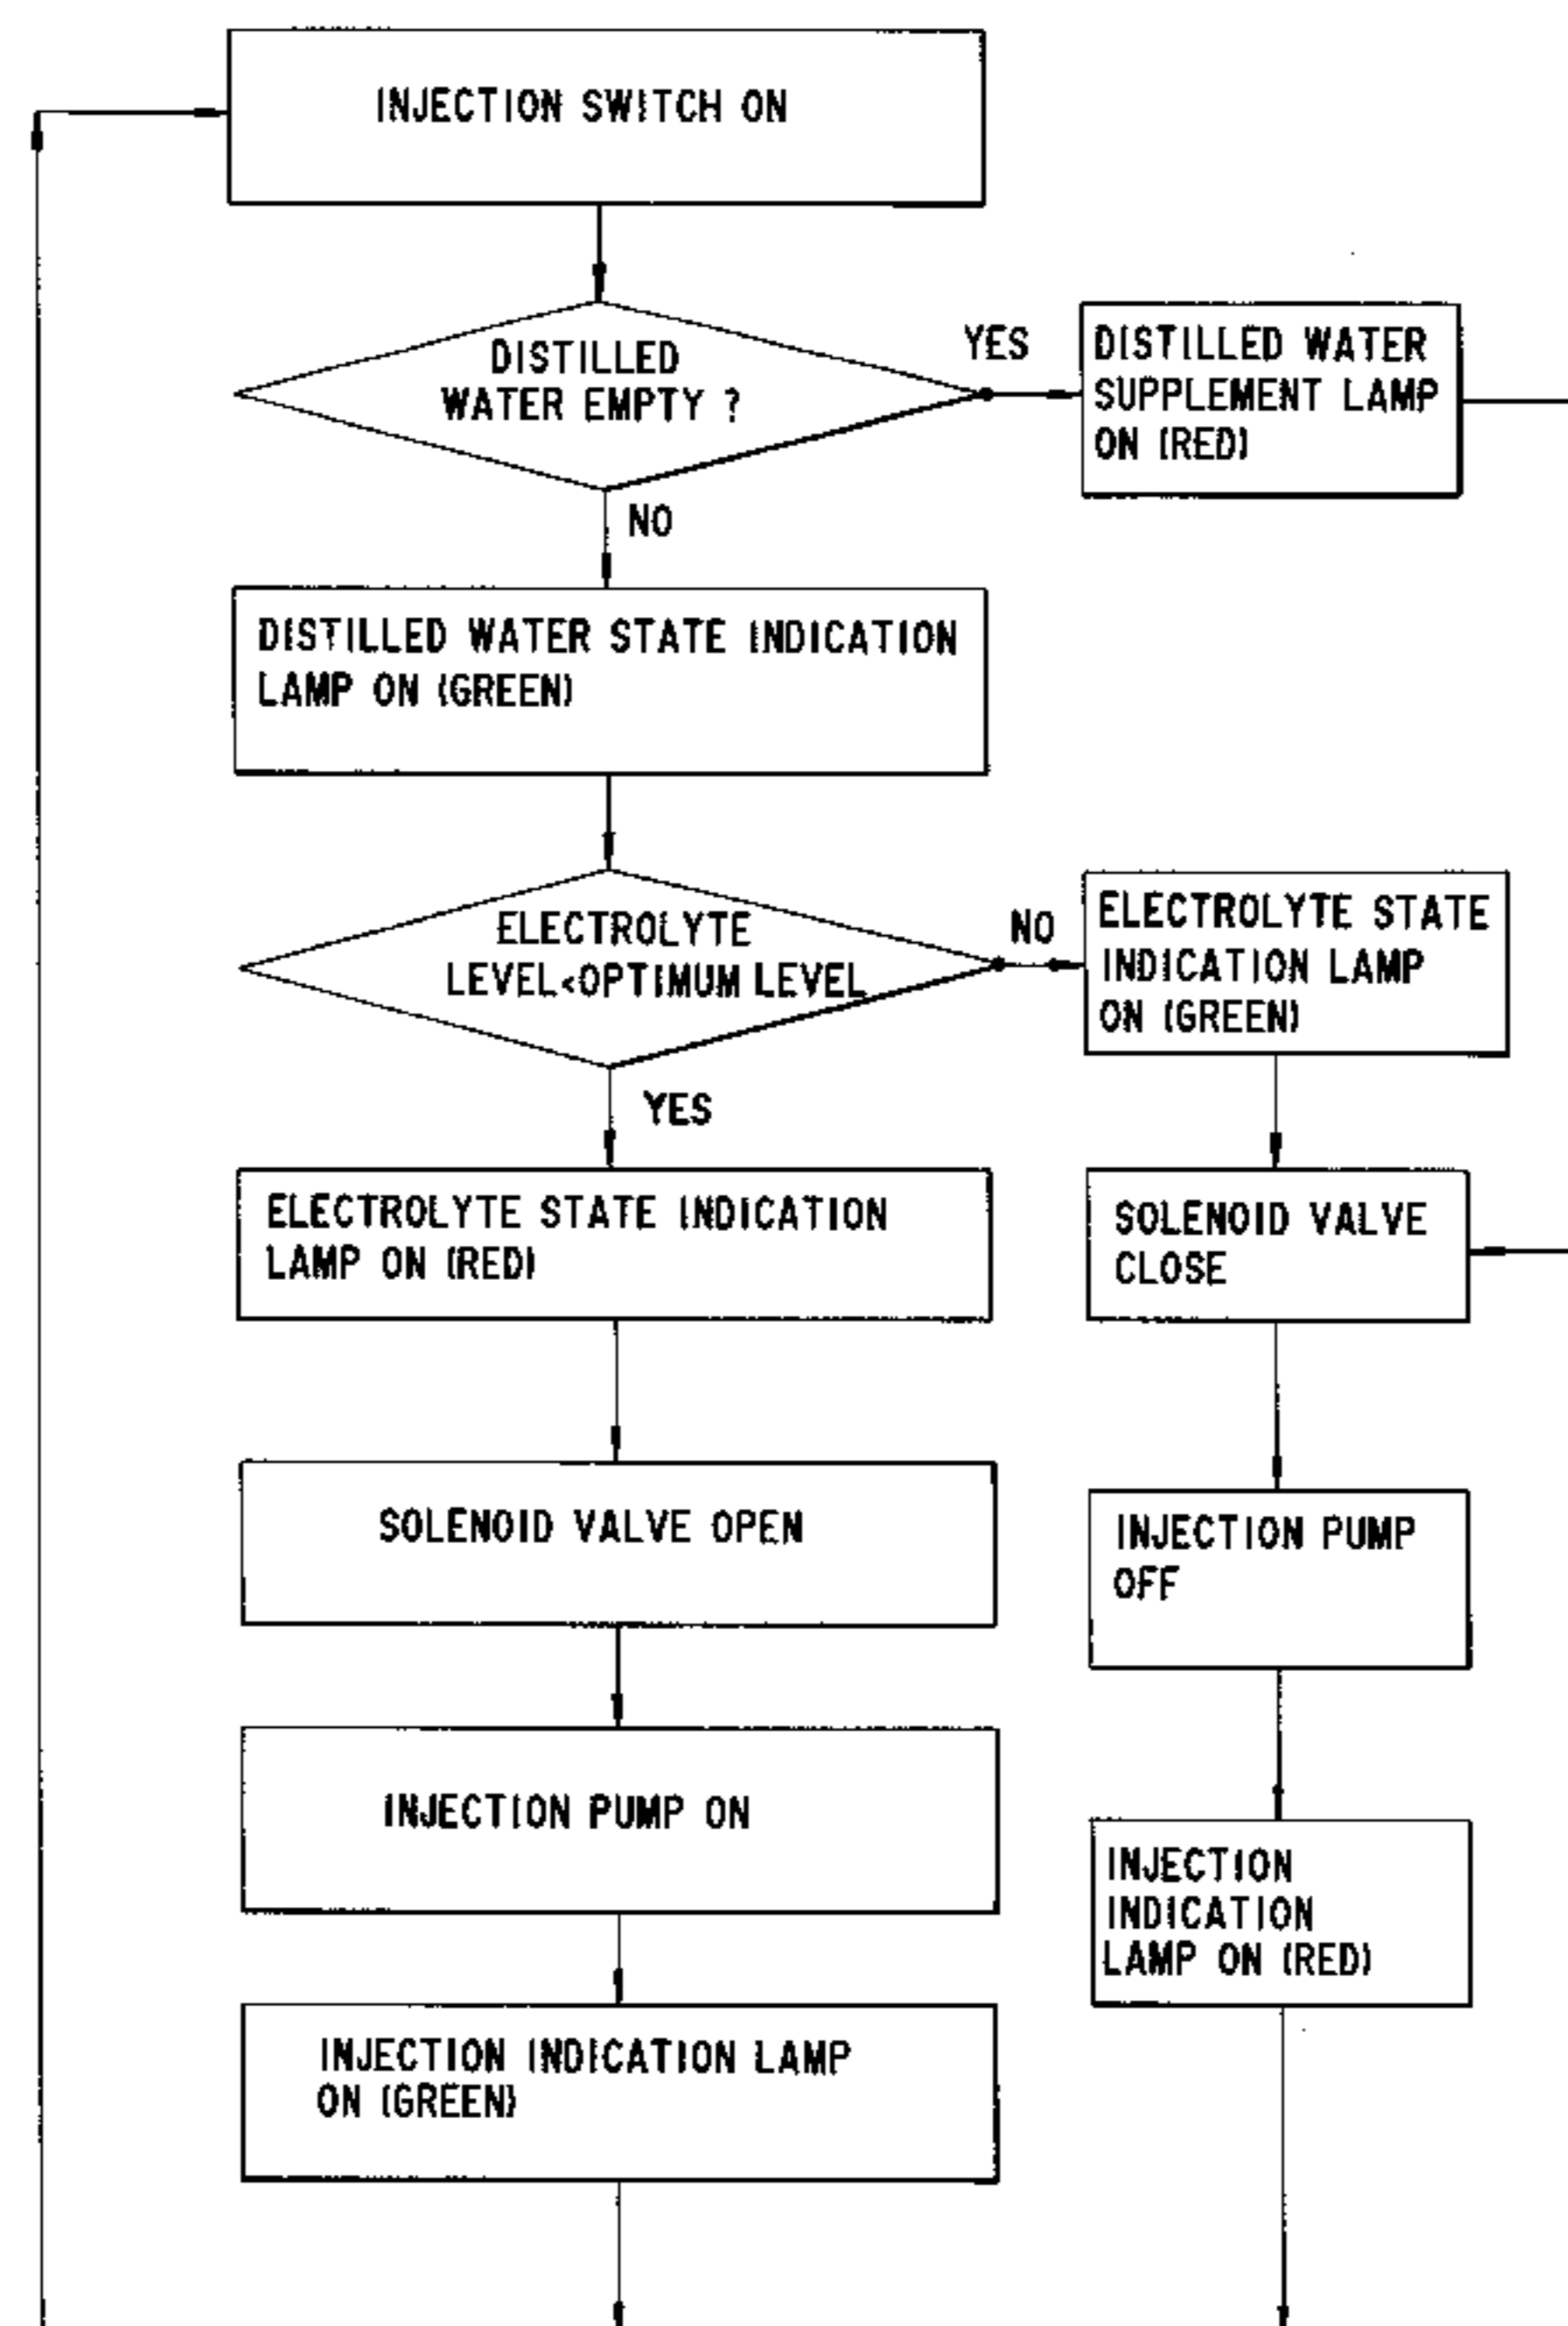 INJECTION SWITCH ON
DISTILLED
WATER EMPTY ?
YES
DISTILLED WATER
SUPPLEMENT LAMP
ON (RED)
NO
DISTILLED WATER STATE INDICATION
LAMP ON (GREEN)
ELECTROLYTE
LEVEL<OPTIMUM LEVEL
NO
ELECTROLYTE STATE
INDICATION LAMP
ON (GREEN)
YES
ELECTROLYTE STATE INDICATION
LAMP ON (RED)
SOLENOID VALVE
CLOSE
SOLENOID VALVE OPEN
INJECTION PUMP
OFF
INJECTION PUMP ON
INJECTION
INDICATION
LAMP ON (RED)
INJECTION INDICATION LAMP
ON (GREEN)